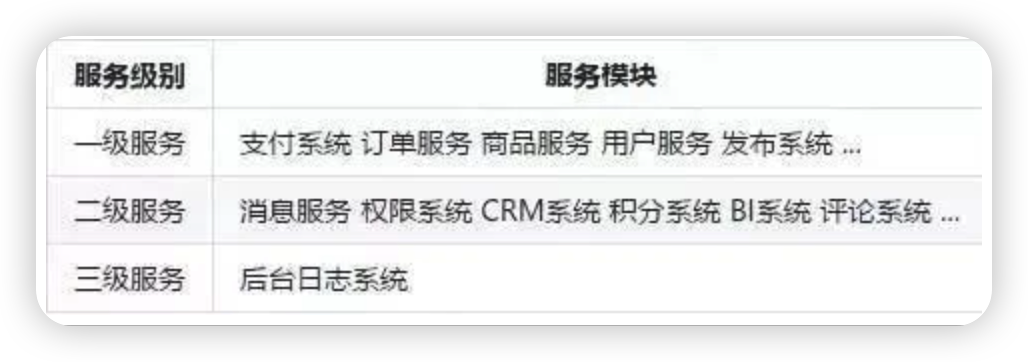 服务级别 服务模块
一级服务 支付系统 订单服务 商品服务 用户服务 发布系统 ...
二级服务 消息服务 权限系统 CRM系统 积分系统 BI系统 评论系统 ...
三级服务 后台日志系统